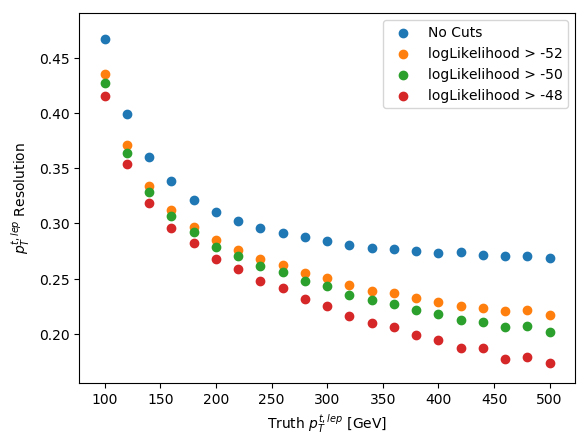 No Cuts
logLikelihood > -52
logLikelihood > -50
logLikelihood > -48
0.45
0.40
0.35
0.30
0.25
0.20
p_T^{t,lep} Resolution
100 150 200 250 300 350 400 450 500
Truth p_T^{t,lep} [GeV]